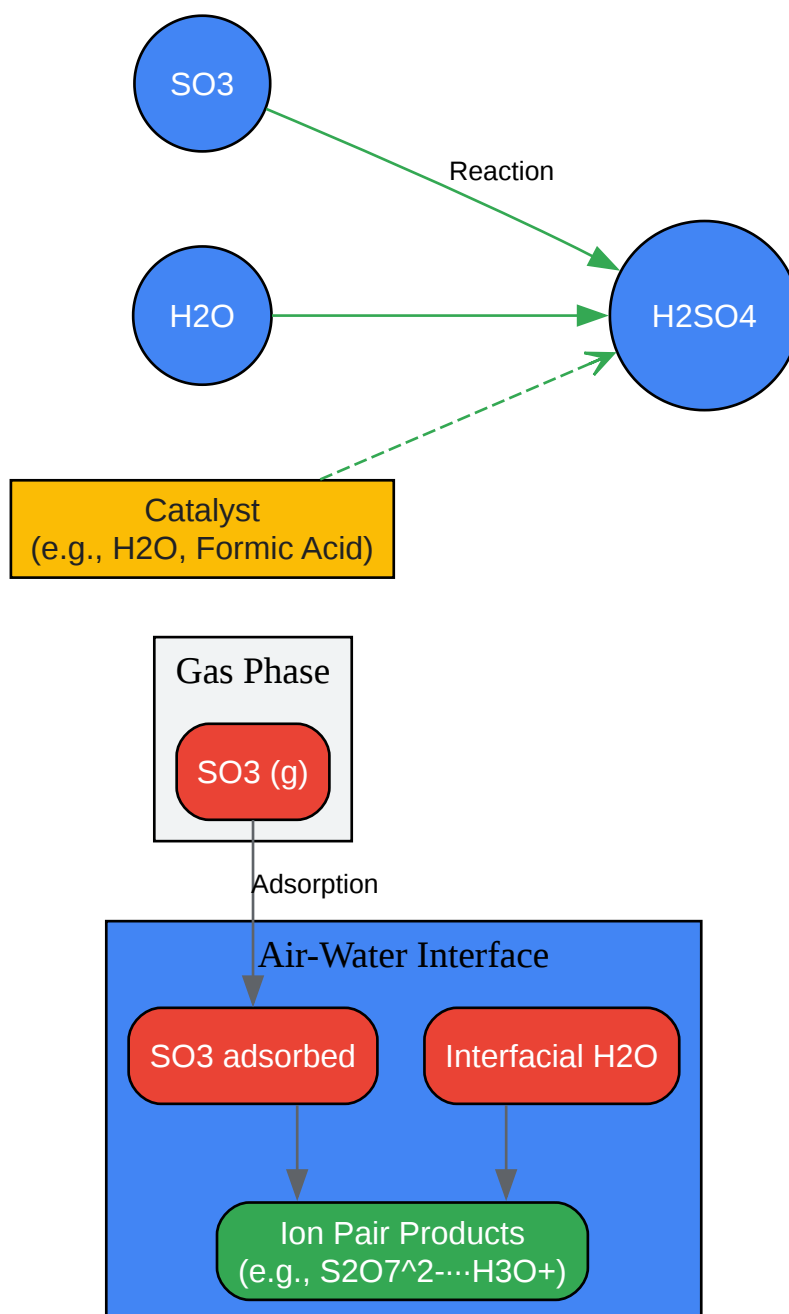 SO3
Reaction
H2O
H2SO4
Catalyst
(e.g., H2O, Formic Acid)
Gas Phase
SO3 (g)
Adsorption
Air-Water Interface
SO3 adsorbed
Interfacial H2O
Ion Pair Products
(e.g., S2O7^2-···H3O+)